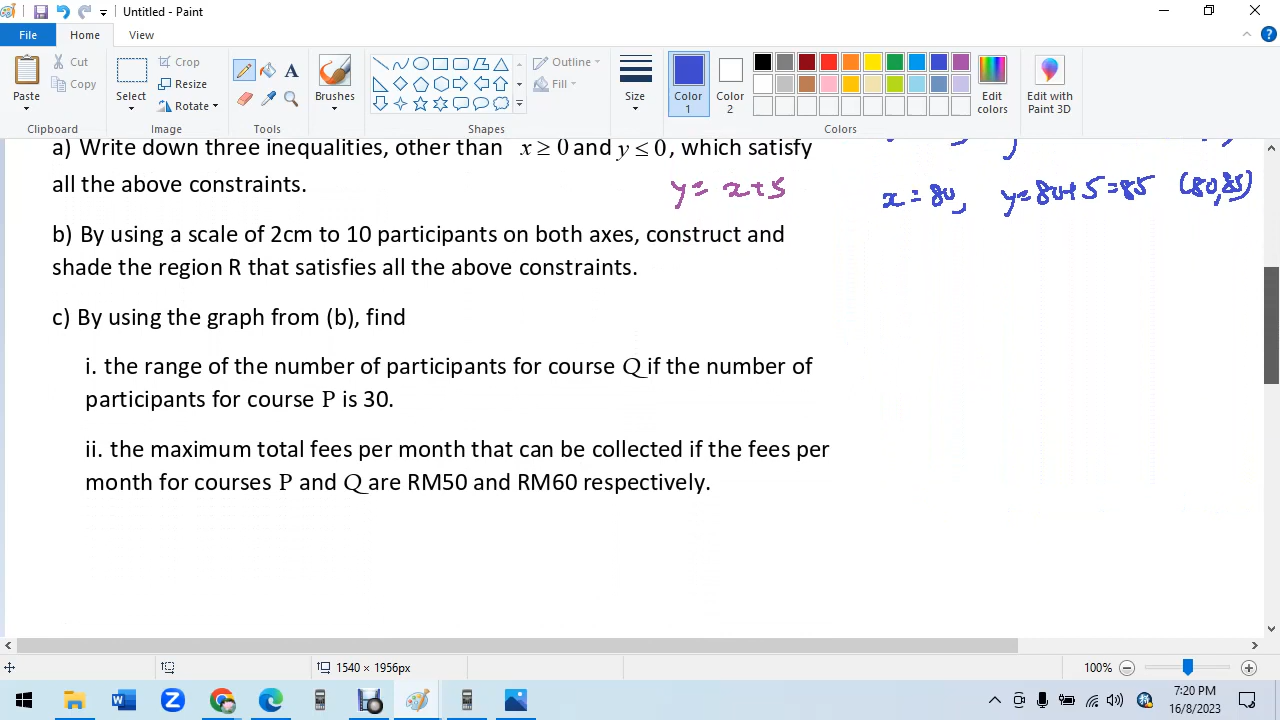 Untitled - Paint
File Home View
Paste
Cut
Copy
Clipboard
Select
Crop
Resize
Rotate
Image
A
Tools
Brushes
Outline
Fill
Shapes
Size
Color 1
Color 2
Edit colors
Colors
Edit with Paint 3D
a) Write down three inequalities, other than x ≥ 0 and y ≤ 0, which satisfy
all the above constraints.
y = x+5
x = 80, y=80+5=85 (80,85)
b) By using a scale of 2cm to 10 participants on both axes, construct and
shade the region R that satisfies all the above constraints.
c) By using the graph from (b), find
i. the range of the number of participants for course Q if the number of
participants for course P is 30.
ii. the maximum total fees per month that can be collected if the fees per
month for courses P and Q are RM50 and RM60 respectively.
1540 × 1956px
100%
7:20 PM
16/8/2023